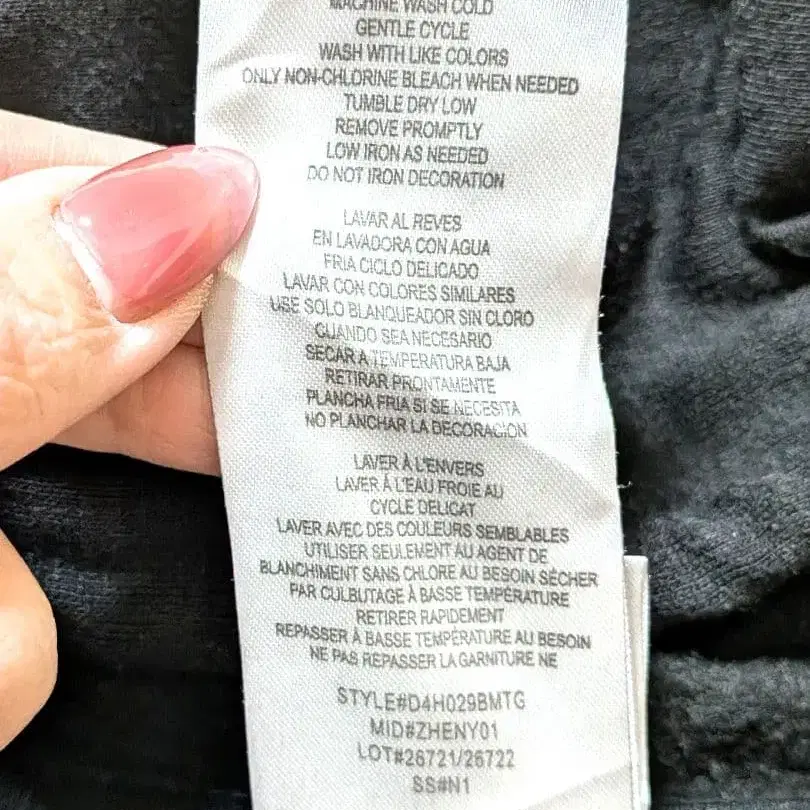 MACHINE WASH COLD
GENTLE CYCLE
WASH WITH LIKE COLORS
ONLY NON-CHLORINE BLEACH WHEN NEEDED
TUMBLE DRY LOW
REMOVE PROMPTLY
LOW IRON AS NEEDED
DO NOT IRON DECORATION
LAVAR AL REVES
EN LAVADORA CON AGUA
FRIA CICLO DELICADO
LAVAR CON COLORES SIMILARES
USE SOLO BLANQUEADOR SIN CLORO
CUANDO SEA NECESARIO
SECAR A TEMPERATURA BAJA
RETIRAR PRONTAMENTE
PLANCHA FRIA SI SE NECESITA
NO PLANCHAR LA DECORACION
LAVER À L'ENVERS
LAVER À L'EAU FROIE AU
CYCLE DELICAT
LAVER AVEC DES COULEURS SEMBLABLES
UTILISER SEULEMENT AU AGENT DE
BLANCHIMENT SANS CHLORE AU BESOIN SÉCHER
PAR CULBUTAGE À BASSE TEMPÉRATURE
RETIRER RAPIDEMENT
REPASSER À BASSE TEMPÉRATURE AU BESOIN
NE PAS REPASSER LA GARNITURE NE
STYLE#D4H029BMTG
MID#ZHENY01
LOT#26721/26722
SS#N1